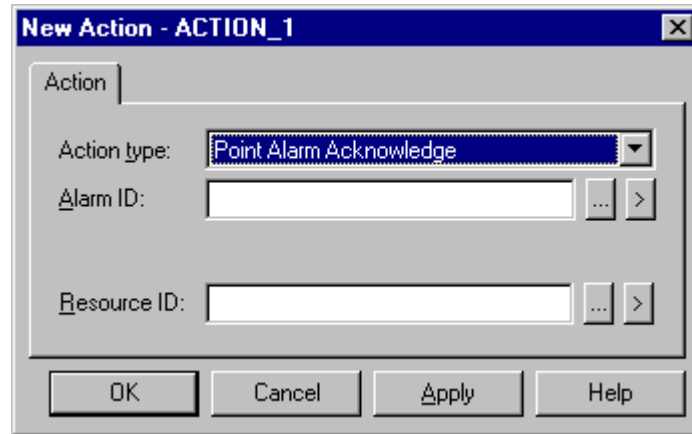 New Action - ACTION_1
Action
Action type: Point Alarm Acknowledge
Alarm ID: ... >
Resource ID: ... >
OK Cancel Apply Help